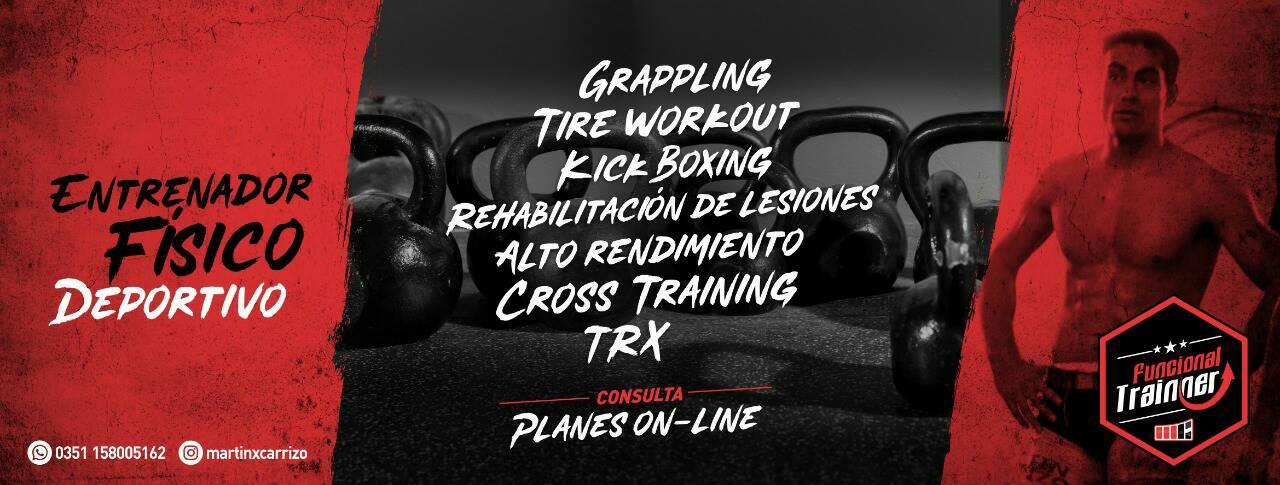 Entrenador
Físico
Deportivo
0351 158005162
martinxcarrizo
Grappling
Tire workout
Kick Boxing
Rehabilitación de lesiones
Alto rendimiento
Cross Training
TRX
CONSULTA
Planes on-line
Funcional
Trainner